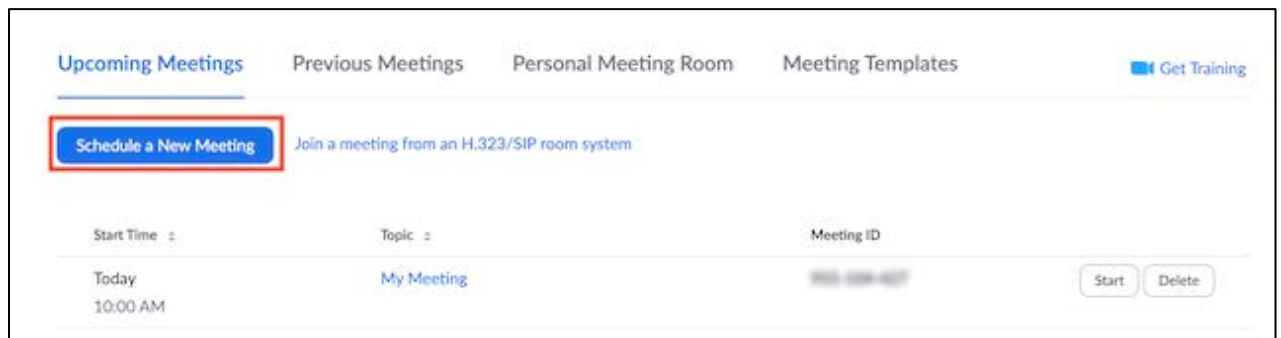 Upcoming Meetings Previous Meetings Personal Meeting Room Meeting Templates Get Training
Schedule a New Meeting Join a meeting from an H.323/SIP room system
Start Time Topic Meeting ID
Today My Meeting Start Delete
10:00 AM